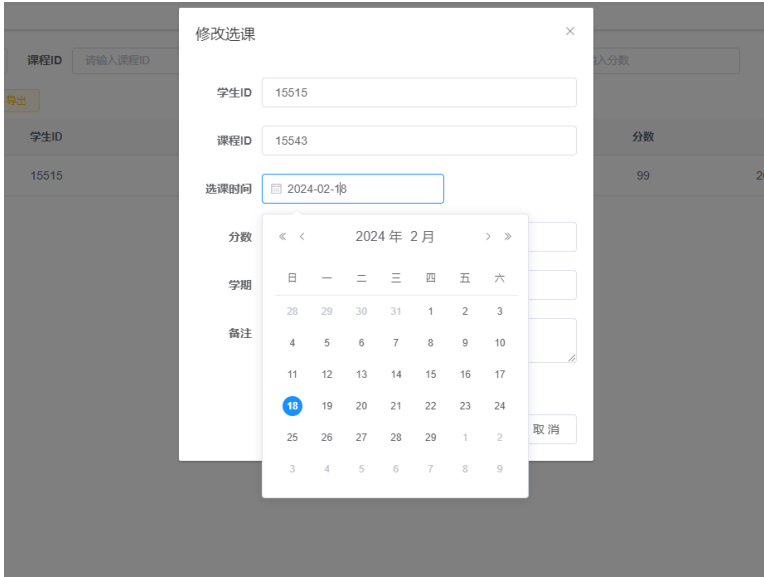 修改选课
课程ID 请输入课程ID
入分数
学生ID 15515
导出
学生ID
课程ID 15543
分数
15515
选课时间 2024-02-18
99
2
分数
« ‹ 2024 年 2 月 › »
学期
日 一 二 三 四 五 六
28 29 30 31 1 2 3
备注
4 5 6 7 8 9 10
11 12 13 14 15 16 17
18 19 20 21 22 23 24
25 26 27 28 29 1 2
取 消
3 4 5 6 7 8 9